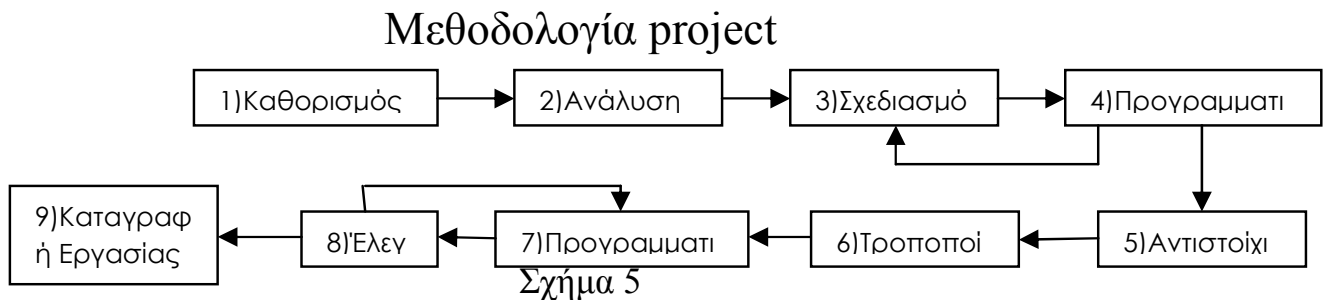 Μεθοδολογία project
1)Καθορισμός
2)Ανάλυση
3)Σχεδιασμό
4)Προγραμματι
5)Αντιστοίχι
6)Τροποποί
7)Προγραμματι
8)Έλεγ
9)Καταγραφ
ή Εργασίας
Σχήμα 5